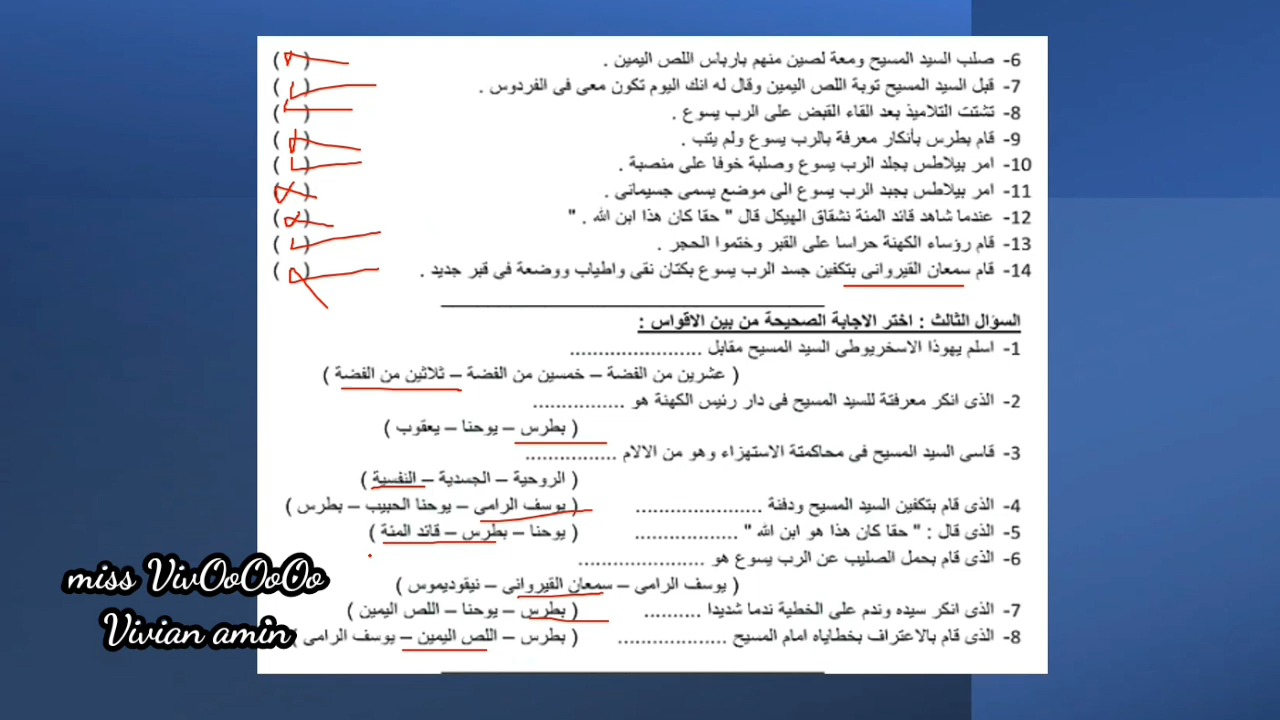 6- صلب السيد المسيح ومعة لصين منهم بارباس اللص اليمين . ( )
7- قبل السيد المسيح توبة اللص اليمين وقال له انك اليوم تكون معى فى الفردوس . ( )
8- تشتت التلاميذ بعد القاء القبض على الرب يسوع . ( )
9- قام بطرس بأنكار معرفة بالرب يسوع ولم يتب . ( )
10- امر بيلاطس بجلد الرب يسوع وصلبة خوفا على منصبة . ( )
11- امر بيلاطس بجبد الرب يسوع الى موضع يسمى جسيمانى . ( )
12- عندما شاهد قائد المئة نشقاق الهيكل قال " حقا كان هذا ابن الله . " ( )
13- قام رؤساء الكهنة حراسا على القبر وختموا الحجر . ( )
14- قام سمعان القيروانى بتكفين جسد الرب يسوع بكتان نقى واطياب ووضعة فى قبر جديد . ( )
السؤال الثالث : اختر الاجابة الصحيحة من بين الاقواس :
1- اسلم يهوذا الاسخريوطى السيد المسيح مقابل .......................
( عشرين من الفضة – خمسين من الفضة – ثلاثين من الفضة )
2- الذى انكر معرفتة للسيد المسيح فى دار رئيس الكهنة هو ................
( بطرس – يوحنا – يعقوب )
3- قاسى السيد المسيح فى محاكمتة الاستهزاء وهو من الالام ................
( الروحية – الجسدية – النفسية )
4- الذى قام بتكفين السيد المسيح ودفنة ...................... ( يوسف الرامى – يوحنا الحبيب – بطرس )
5- الذى قال : " حقا كان هذا هو ابن الله " .................. ( يوحنا – بطرس – قائد المئة )
6- الذى قام بحمل الصليب عن الرب يسوع هو ......................
( يوسف الرامى – سمعان القيروانى – نيقوديموس )
7- الذى انكر سيده وندم على الخطية ندما شديدا .......... ( بطرس – يوحنا – اللص اليمين )
8- الذى قام بالاعتراف بخطاياه امام المسيح ................... ( بطرس – اللص اليمين – يوسف الرامى )
miss VivOoOoOo
Vivian amin